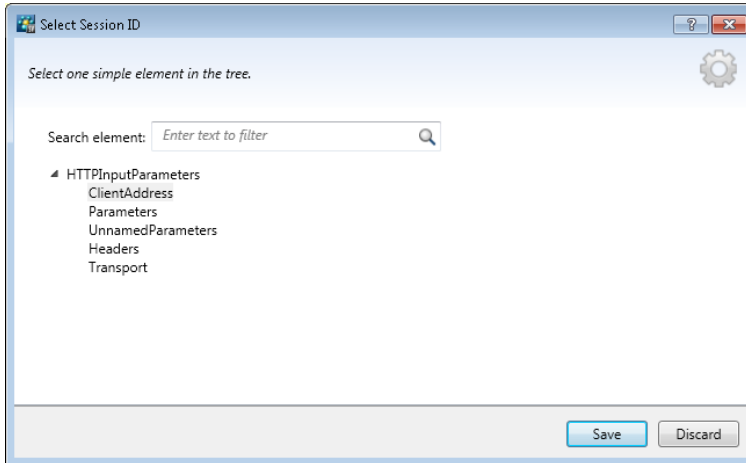 Select Session ID
?
Select one simple element in the tree.
Search element: Enter text to filter
HTTPInputParameters
ClientAddress
Parameters
UnnamedParameters
Headers
Transport
Save Discard